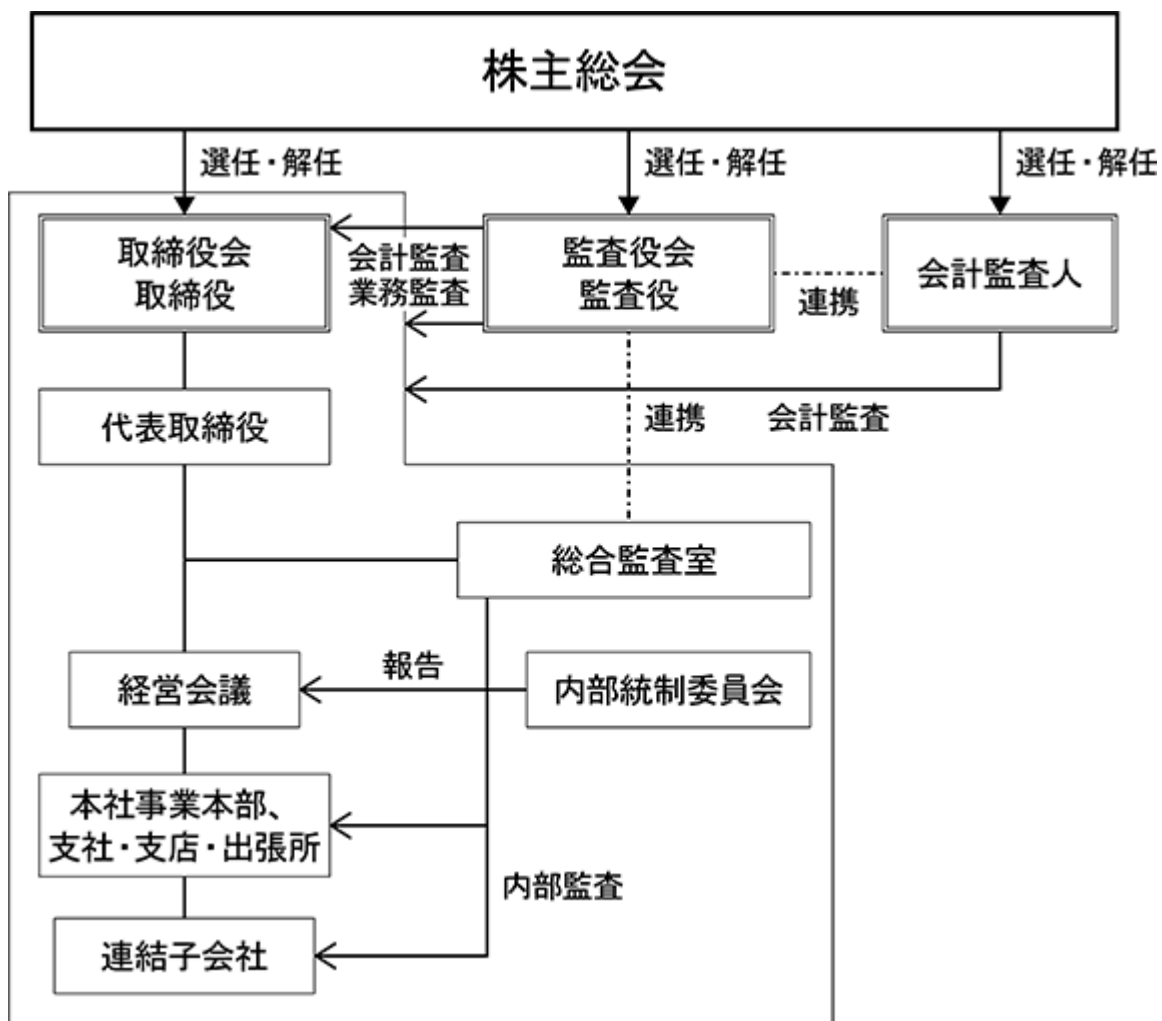 株主総会
選任・解任
選任・解任
選任・解任
取締役会
取締役
会計監査
業務監査
監査役会
監査役
連携
会計監査人
代表取締役
連携
会計監査
総合監査室
経営会議
報告
内部統制委員会
本社事業本部、
支社・支店・出張所
内部監査
連結子会社